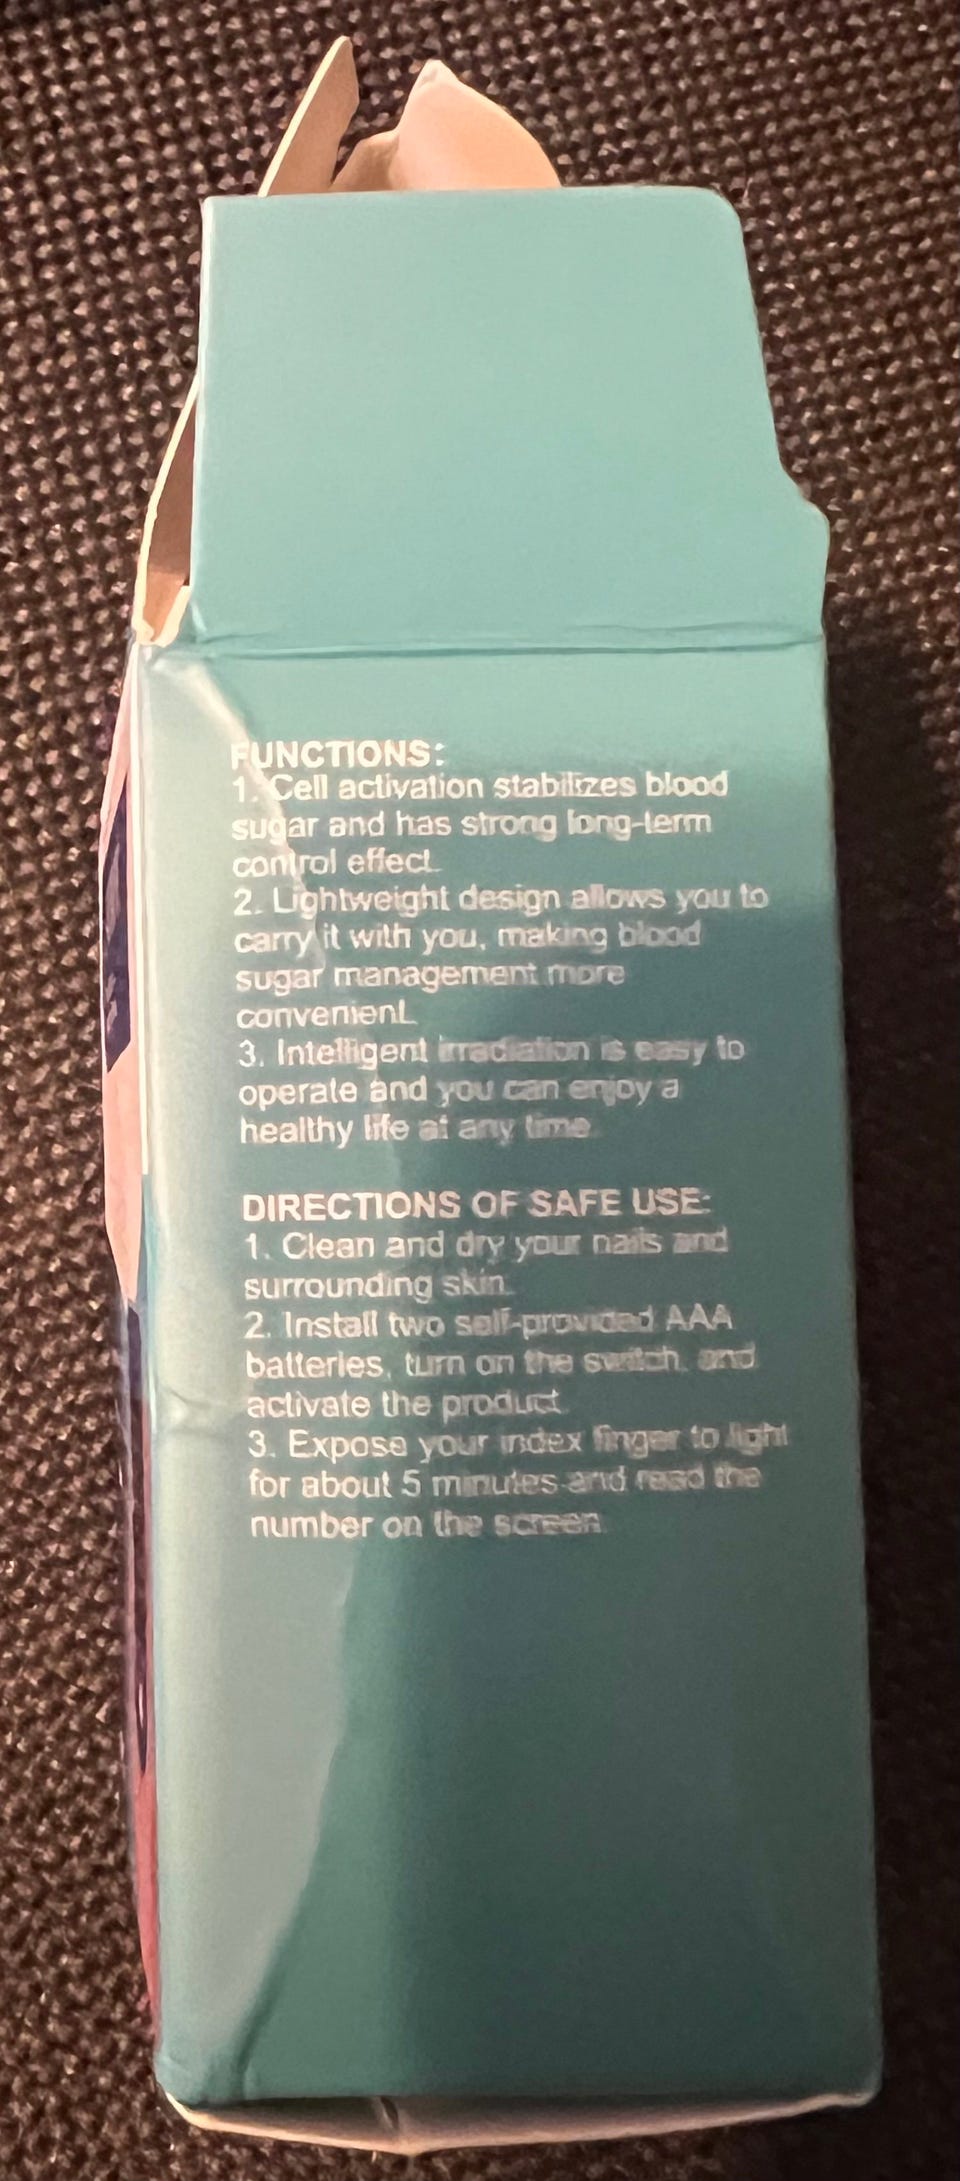 FUNCTIONS:
1. Cell activation stabilizes blood
sugar and has strong long-term
control effect.
2. Lightweight design allows you to
carry it with you, making blood
sugar management more
convenient.
3. Intelligent irradiation is easy to
operate and you can enjoy a
healthy life at any time.
DIRECTIONS OF SAFE USE:
1. Clean and dry your nails and
surrounding skin.
2. Install two self-provided AAA
batteries, turn on the switch, and
activate the product.
3. Expose your index finger to light
for about 5 minutes and read the
number on the screen.